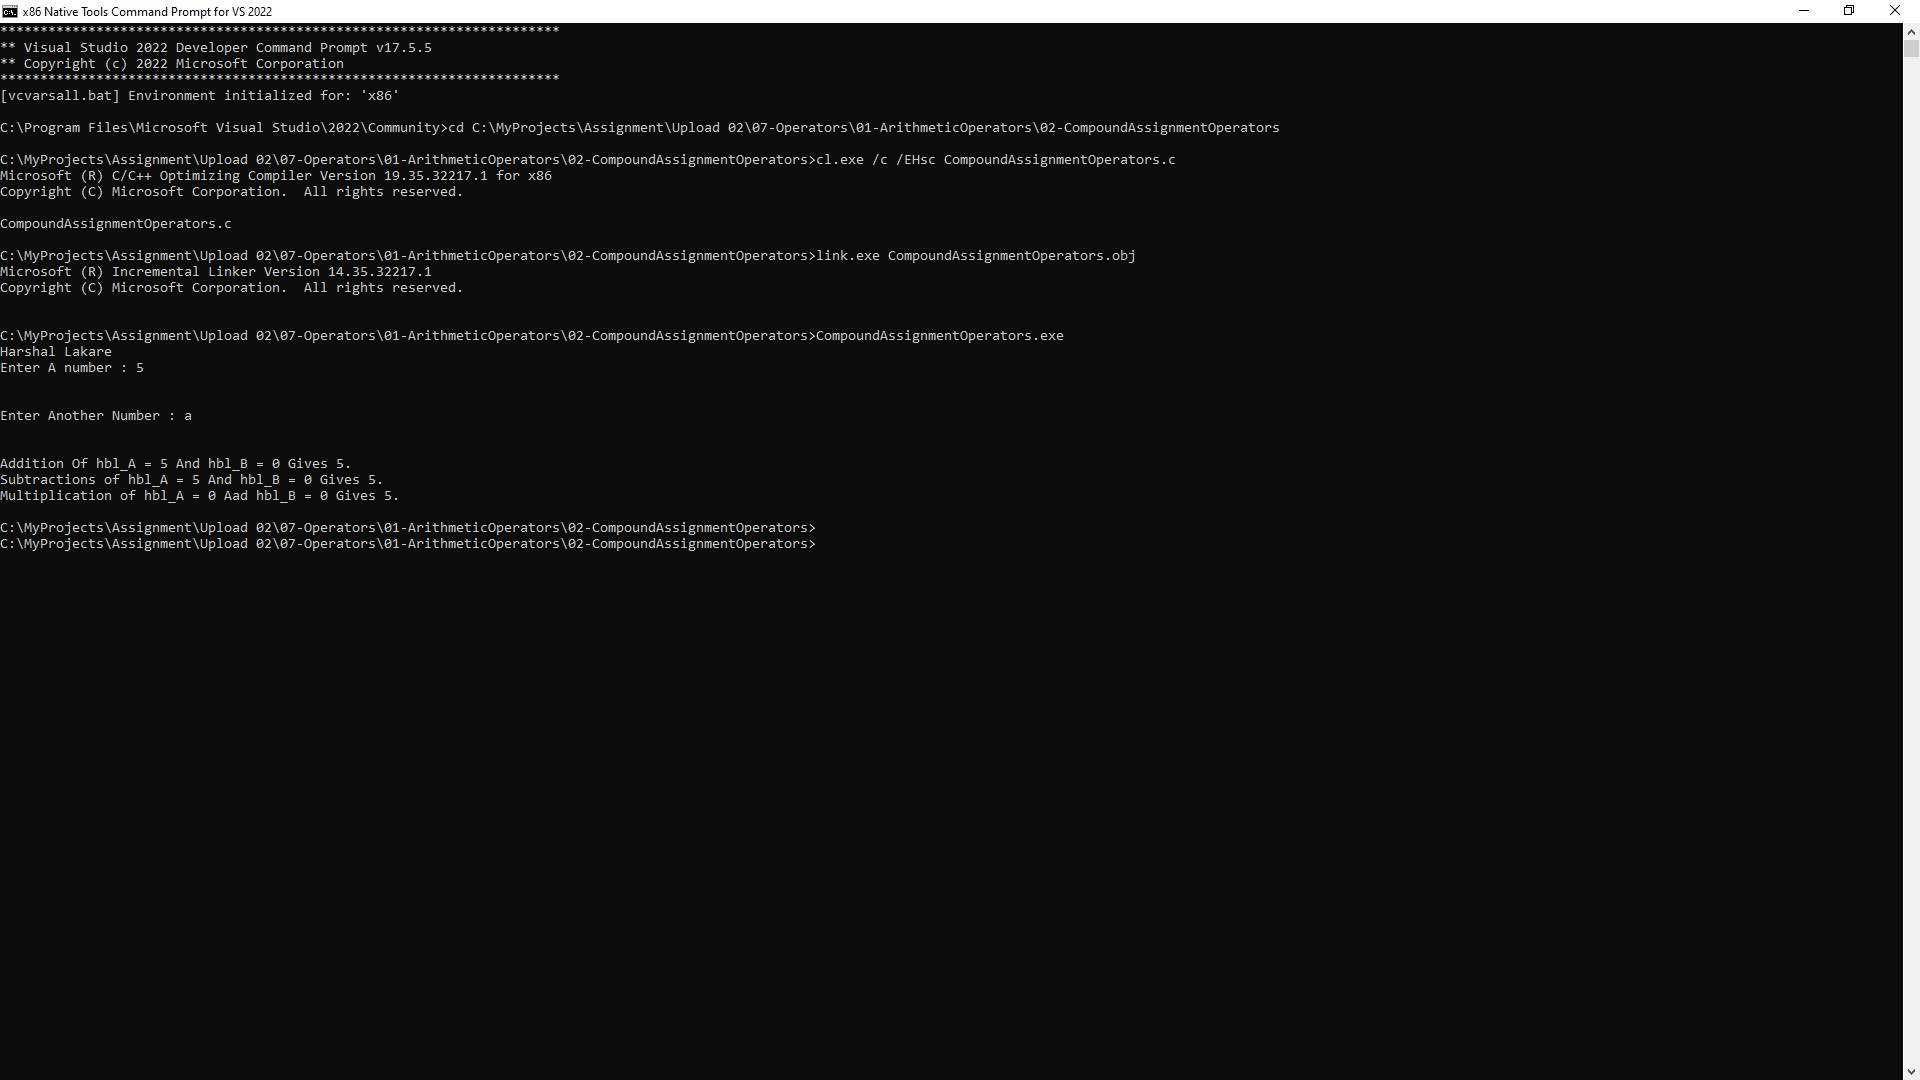 x86 Native Tools Command Prompt for VS 2022
**********************************************************************
** Visual Studio 2022 Developer Command Prompt v17.5.5
** Copyright (c) 2022 Microsoft Corporation
**********************************************************************
[vcvarsall.bat] Environment initialized for: 'x86'
C:\Program Files\Microsoft Visual Studio\2022\Community>cd C:\MyProjects\Assignment\Upload 02\07-Operators\01-ArithmeticOperators\02-CompoundAssignmentOperators
C:\MyProjects\Assignment\Upload 02\07-Operators\01-ArithmeticOperators\02-CompoundAssignmentOperators>cl.exe /c /EHsc CompoundAssignmentOperators.c
Microsoft (R) C/C++ Optimizing Compiler Version 19.35.32217.1 for x86
Copyright (C) Microsoft Corporation.  All rights reserved.
CompoundAssignmentOperators.c
C:\MyProjects\Assignment\Upload 02\07-Operators\01-ArithmeticOperators\02-CompoundAssignmentOperators>link.exe CompoundAssignmentOperators.obj
Microsoft (R) Incremental Linker Version 14.35.32217.1
Copyright (C) Microsoft Corporation.  All rights reserved.
C:\MyProjects\Assignment\Upload 02\07-Operators\01-ArithmeticOperators\02-CompoundAssignmentOperators>CompoundAssignmentOperators.exe
Harshal Lakare
Enter A number : 5
Enter Another Number : a
Addition Of hbl_A = 5 And hbl_B = 0 Gives 5.
Subtractions of hbl_A = 5 And hbl_B = 0 Gives 5.
Multiplication of hbl_A = 0 Aad hbl_B = 0 Gives 5.
C:\MyProjects\Assignment\Upload 02\07-Operators\01-ArithmeticOperators\02-CompoundAssignmentOperators>
C:\MyProjects\Assignment\Upload 02\07-Operators\01-ArithmeticOperators\02-CompoundAssignmentOperators>